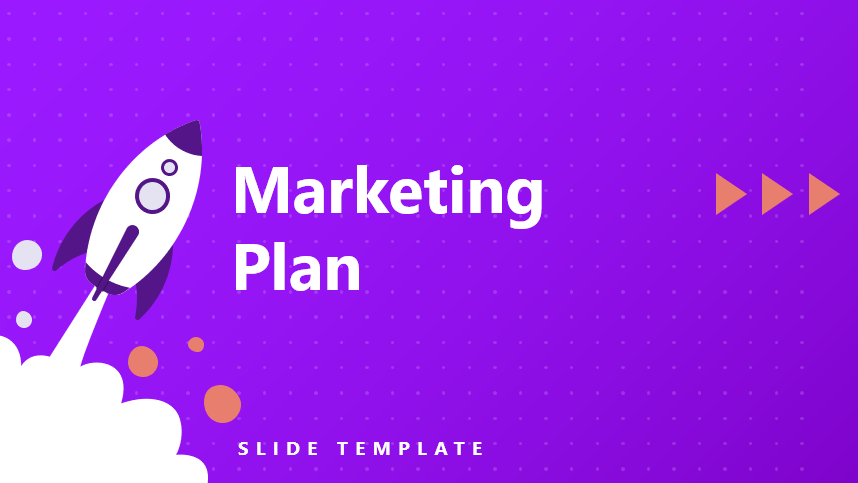 Marketing
Plan
SLIDE TEMPLATE